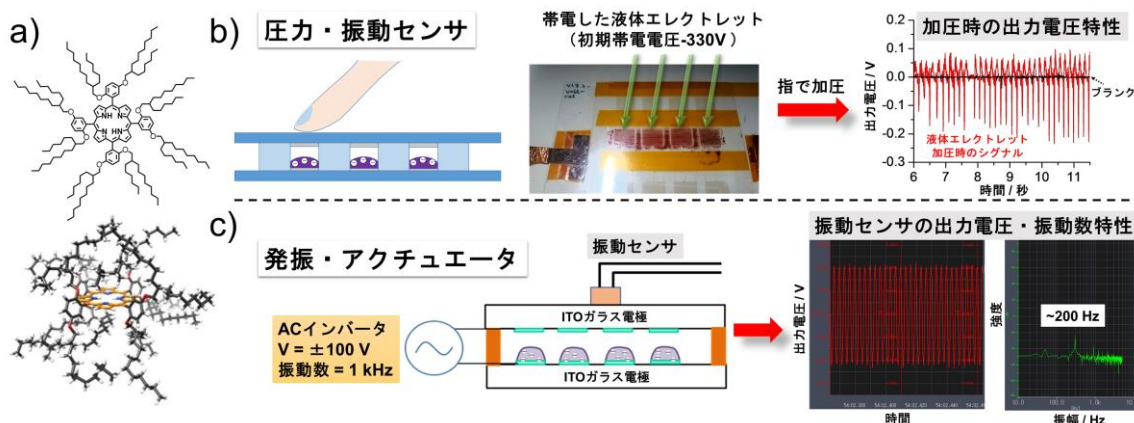 a)
NH
N
N
HN
b)
圧力・振動センサ
帯電した液体エレクトレット
（初期帯電電圧-330V ）
指で加圧
加圧時の出力電圧特性
出力電圧 / V
0.2
0.1
0.0
-0.1
-0.2
-0.3
ブランク
液体エレクトレット
加圧時のシグナル
6 7 8 9 10 11
時間 / 秒
c)
発振・アクチュエータ
ACインバータ
V = ±100 V
振動数 = 1 kHz
振動センサ
ITOガラス電極
ITOガラス電極
振動センサの出力電圧・振動数特性
出力電圧 / V
時間
強度
~200 Hz
100.0
1.0k
振幅 / Hz